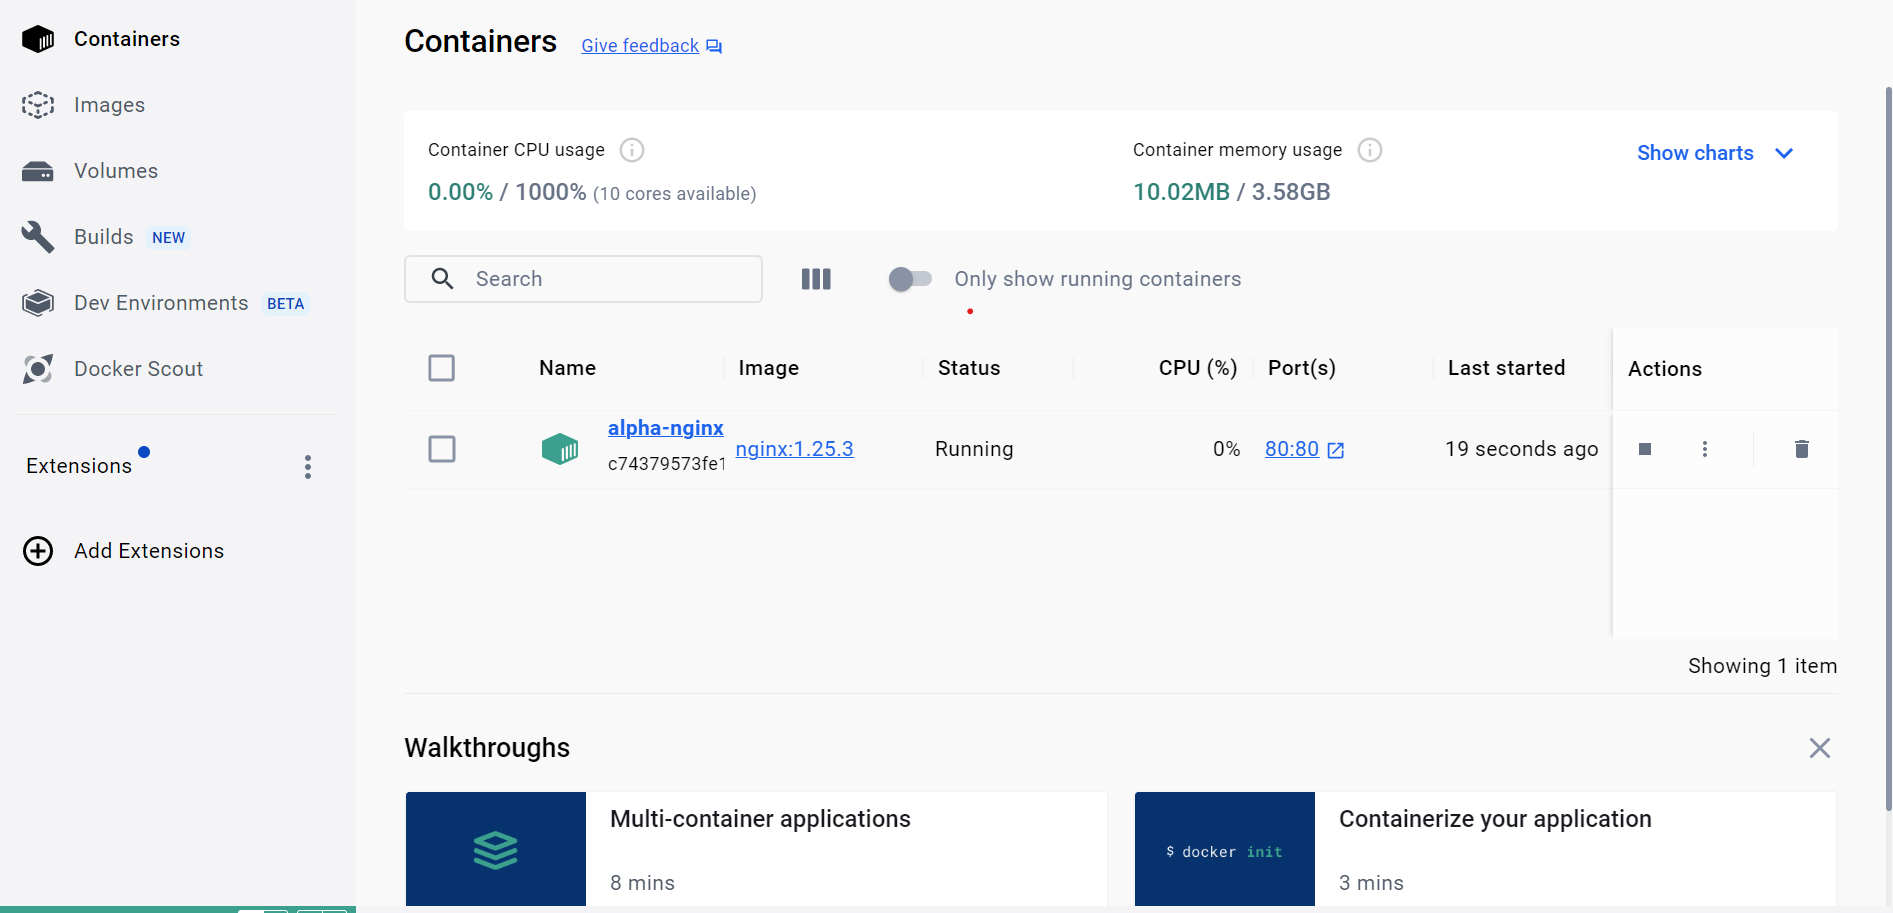 Containers
Images
Volumes
Builds NEW
Dev Environments BETA
Docker Scout
Extensions
Add Extensions
Containers Give feedback
Container CPU usage
0.00% / 1000% (10 cores available)
Container memory usage
10.02MB / 3.58GB
Show charts
Search
Only show running containers
Name Image Status CPU (%) Port(s) Last started Actions
alpha-nginx
c74379573fe1
nginx:1.25.3 Running 0% 80:80 19 seconds ago
Showing 1 item
Walkthroughs
Multi-container applications
8 mins
$ docker init
Containerize your application
3 mins